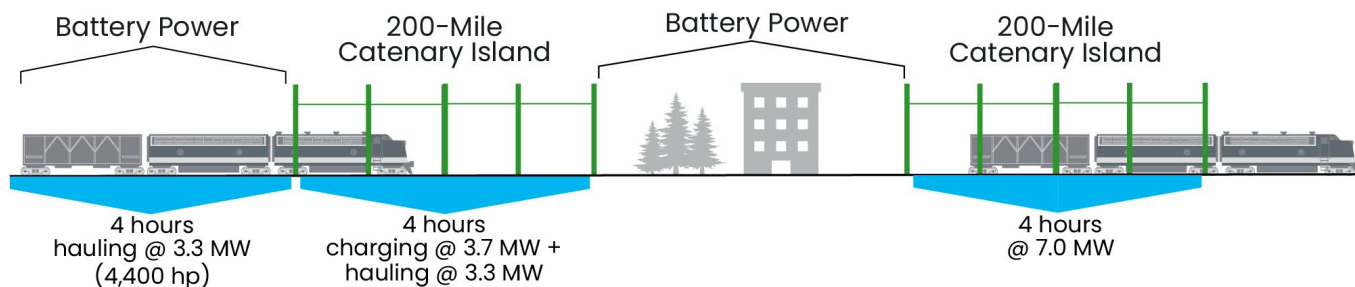 Battery Power
200-Mile
Catenary Island
Battery Power
200-Mile
Catenary Island
4 hours
hauling @ 3.3 MW
(4,400 hp)
4 hours
charging @ 3.7 MW +
hauling @ 3.3 MW
4 hours
@ 7.0 MW